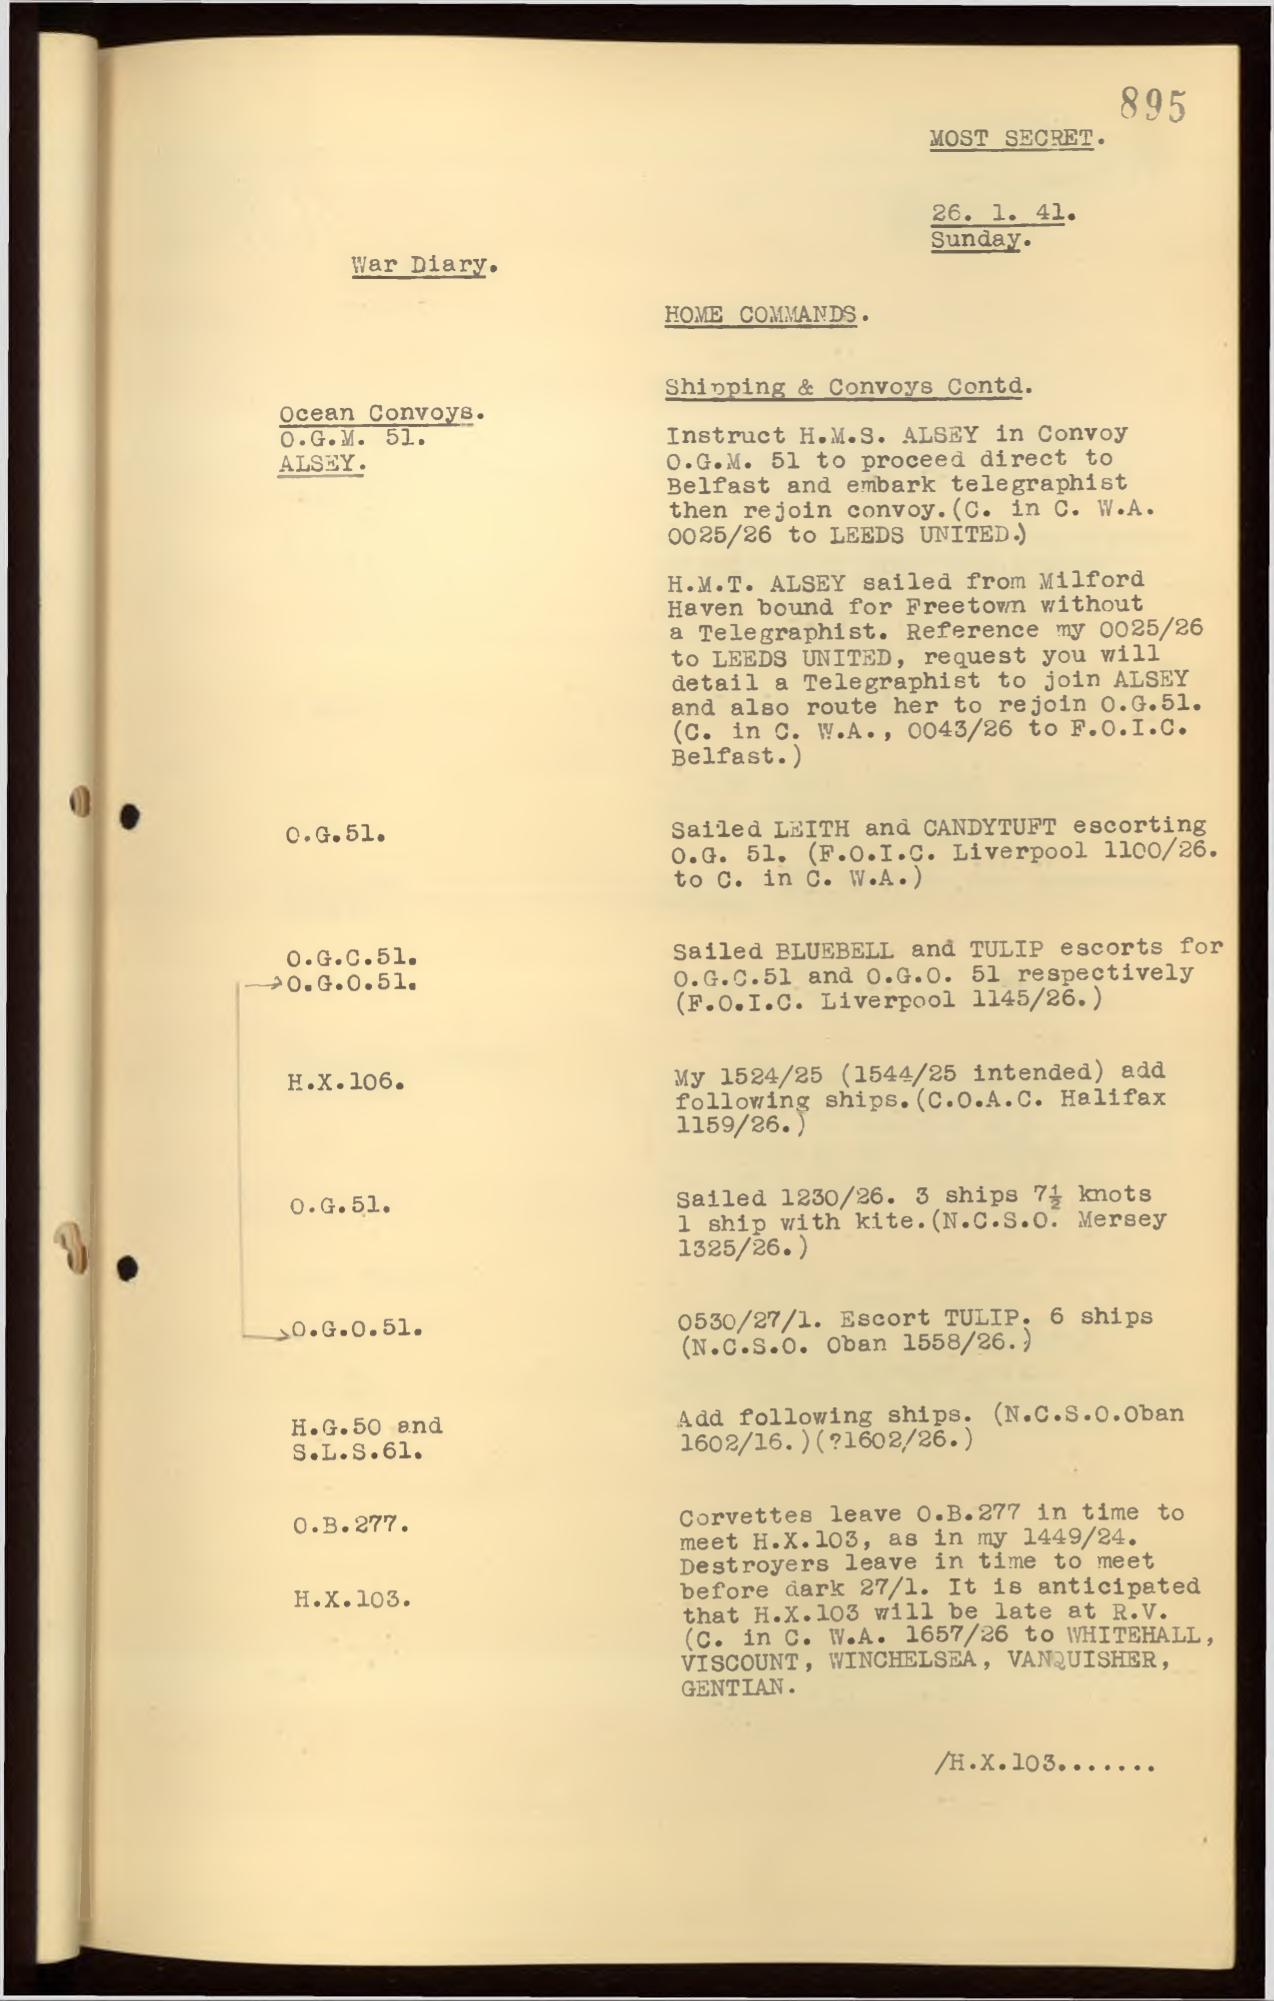 895
MOST SECRET.
26. 1. 41.
Sunday.
War Diary.
HOME COMMANDS.
Shipping & Convoys Contd.
Ocean Convoys.
O.G.M. 51.
ALSEY.
Instruct H.M.S. ALSEY in Convoy
O.G.M. 51 to proceed direct to
Belfast and embark telegraphist
then rejoin convoy.(C. in C. W.A.
0025/26 to LEEDS UNITED.)
H.M.T. ALSEY sailed from Milford
Haven bound for Freetown without
a Telegraphist. Reference my 0025/26
to LEEDS UNITED, request you will
detail a Telegraphist to join ALSEY
and also route her to rejoin O.G.51.
(C. in C. W.A., 0043/26 to F.O.I.C.
Belfast.)
O.G.51.
Sailed LEITH and CANDYTUFT escorting
O.G. 51. (F.O.I.C. Liverpool 1100/26.
to C. in C. W.A.)
O.G.C.51.
→O.G.O.51.
Sailed BLUEBELL and TULIP escorts for
O.G.C.51 and O.G.O. 51 respectively
(F.O.I.C. Liverpool 1145/26.)
H.X.106.
My 1524/25 (1544/25 intended) add
following ships.(C.O.A.C. Halifax
1159/26.)
O.G.51.
Sailed 1230/26. 3 ships 7½ knots
1 ship with kite.(N.C.S.O. Mersey
1325/26.)
→O.G.O.51.
0530/27/1. Escort TULIP. 6 ships
(N.C.S.O. Oban 1558/26.)
H.G.50 and
S.L.S.61.
Add following ships. (N.C.S.O.Oban
1602/16.)(?1602/26.)
O.B.277.
H.X.103.
Corvettes leave O.B.277 in time to
meet H.X.103, as in my 1449/24.
Destroyers leave in time to meet
before dark 27/1. It is anticipated
that H.X.103 will be late at R.V.
(C. in C. W.A. 1657/26 to WHITEHALL,
VISCOUNT, WINCHELSEA, VANQUISHER,
GENTIAN.
/H.X.103.......